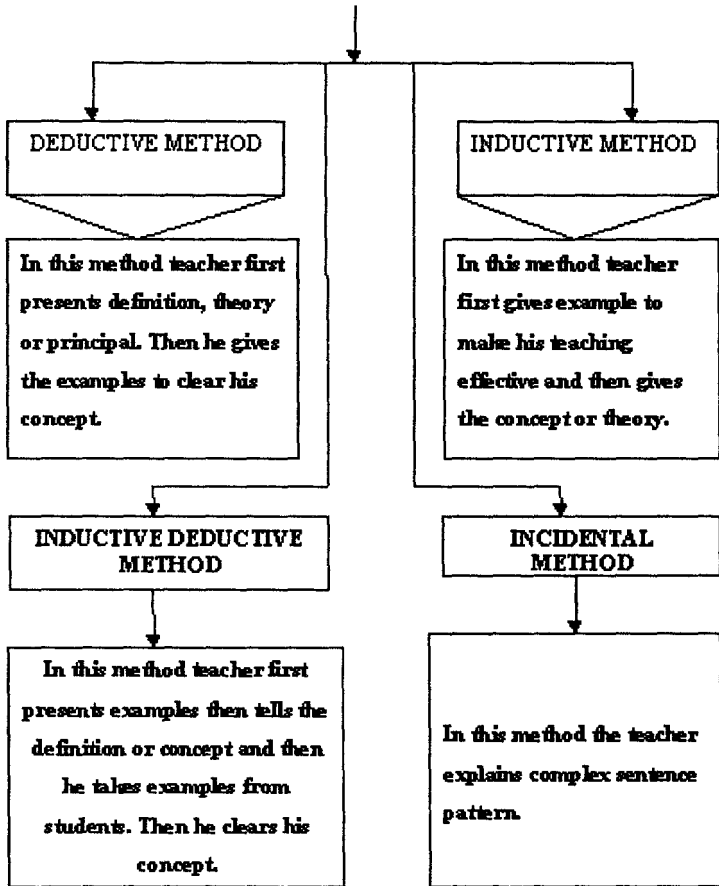 DEDUCTIVE METHOD
INDUCTIVE METHOD
In this method teacher first
presents definition, theory
or principal. Then he gives
the examples to clear his
concept.
In this method teacher
first gives example to
make his teaching
effective and then gives
the concept or theory.
INDUCTIVE DEDUCTIVE
METHOD
INCIDENTAL
METHOD
In this method teacher first
presents examples then tells the
definition or concept and then
he takes examples from
students. Then he clears his
concept.
In this method the teacher
explains complex sentence
pattern.